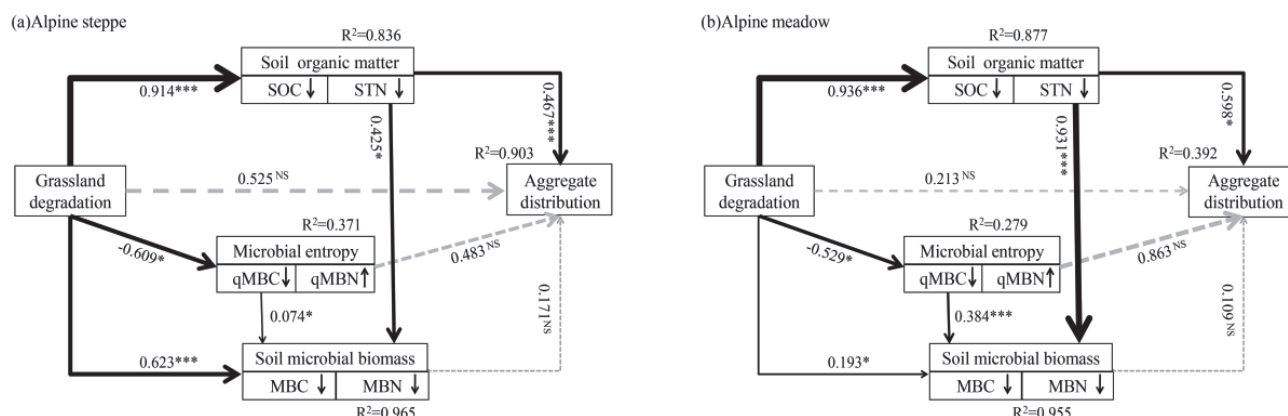 (a)Alpine steppe
R²=0.836
Soil organic matter
SOC↓ STN↓
0.914***
0.467***
0.425*
R²=0.903
Grassland
degradation
0.525 NS
Aggregate
distribution
R²=0.371
-0.609*
Microbial entropy
qMBC↓ qMBN↑
0.483 NS
0.074*
0.171 NS
0.623***
Soil microbial biomass
MBC↓ MBN↓
R²=0.965
(b)Alpine meadow
R²=0.877
Soil organic matter
SOC↓ STN↓
0.936***
0.598*
0.931***
R²=0.392
Grassland
degradation
0.213 NS
Aggregate
distribution
R²=0.279
-0.529*
Microbial entropy
qMBC↓ qMBN↑
0.863 NS
0.384***
0.109 NS
0.193*
Soil microbial biomass
MBC↓ MBN↓
R²=0.955